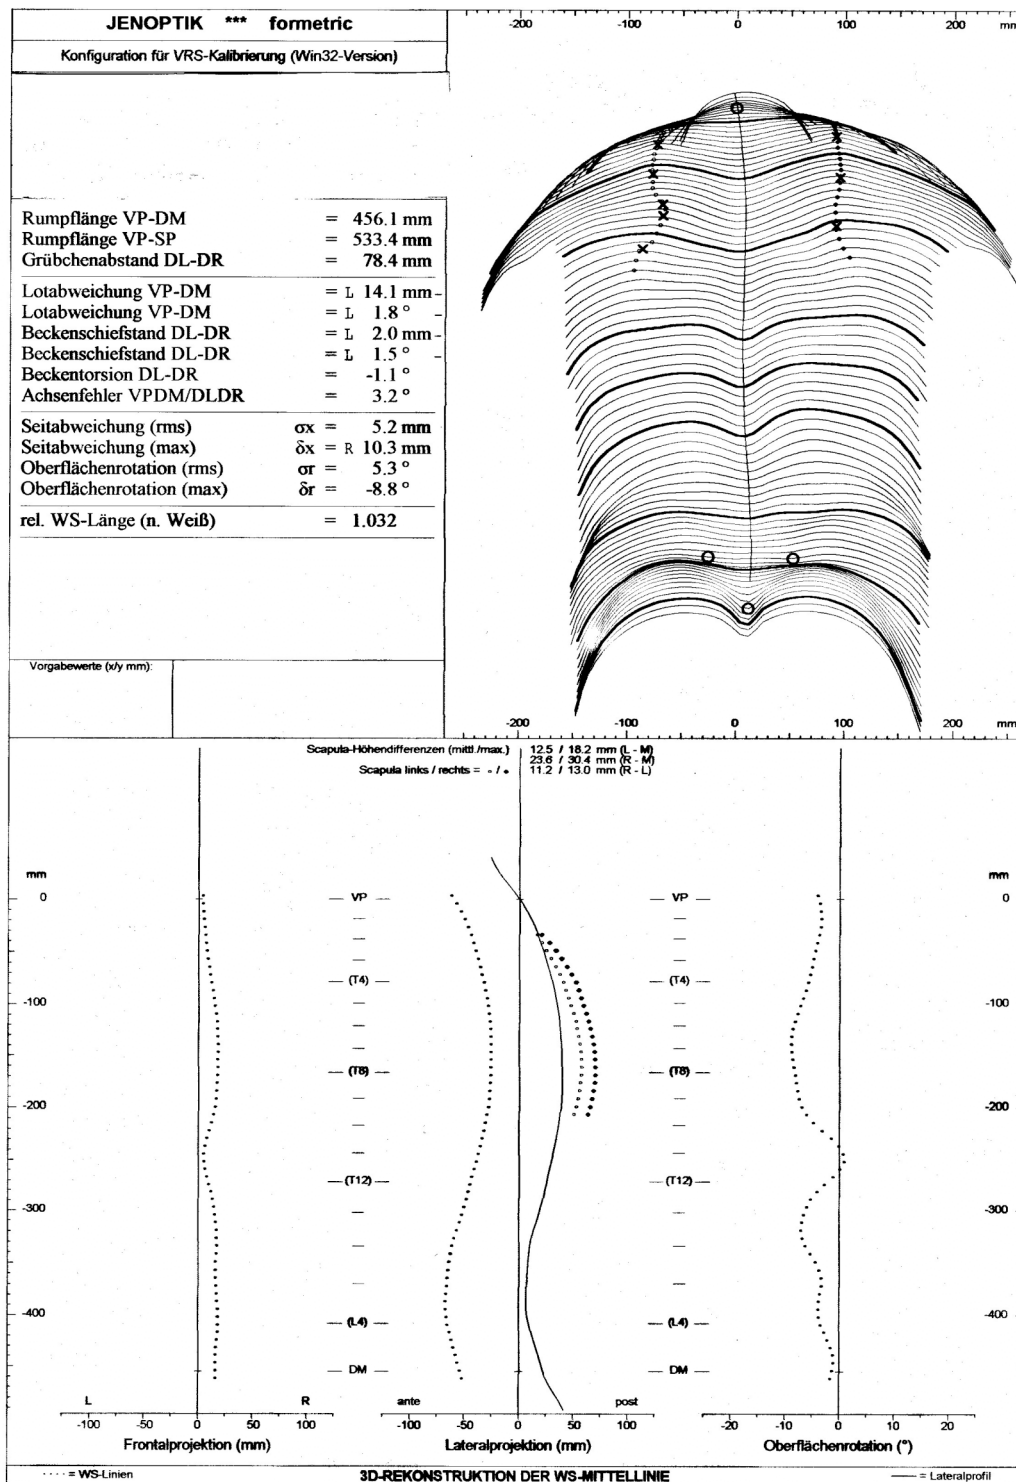 JENOPTIK *** formetric
Konfiguration für VRS-Kalibrierung (Win32-Version)
-200 -100 0 100 200 mm
Rumpflänge VP-DM = 456.1 mm
Rumpflänge VP-SP = 533.4 mm
Grübchenabstand DL-DR = 78.4 mm
Lotabweichung VP-DM = L 14.1 mm-
Lotabweichung VP-DM = L 1.8 ° -
Beckenschiefstand DL-DR = L 2.0 mm-
Beckenschiefstand DL-DR = L 1.5 ° -
Beckentorsion DL-DR = -1.1 °
Achsenfehler VPDM/DLDR = 3.2 °
Seitabweichung (rms) σx = 5.2 mm
Seitabweichung (max) δx = R 10.3 mm
Oberflächenrotation (rms) σr = 5.3 °
Oberflächenrotation (max) δr = -8.8 °
rel. WS-Länge (n. Weiß) = 1.032
Vorgabewerte (x/y mm):
-200 -100 0 100 200 mm
Scapula-Höhendifferenzen (mittl./max.) 12.5 / 18.2 mm (L - M)
23.6 / 30.4 mm (R - M)
Scapula links / rechts = ∘ / • 11.2 / 13.0 mm (R - L)
mm mm
0 VP VP 0
(T4) (T4)
-100 -100
(T8) (T8)
-200 -200
(T12) (T12)
-300 -300
-400 (L4) (L4) -400
DM DM
L R ante post
-100 -50 0 50 100 -100 -50 0 50 100 -20 -10 0 10 20
Frontalprojektion (mm) Lateralprojektion (mm) Oberflächenrotation (°)
···· = WS-Linien 3D-REKONSTRUKTION DER WS-MITTELLINIE —— = Lateralprofil